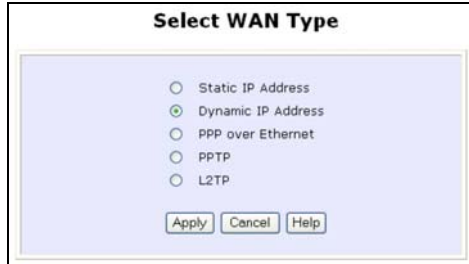 Select WAN Type
Static IP Address
Dynamic IP Address
PPP over Ethernet
PPTP
L2TP
Apply Cancel Help